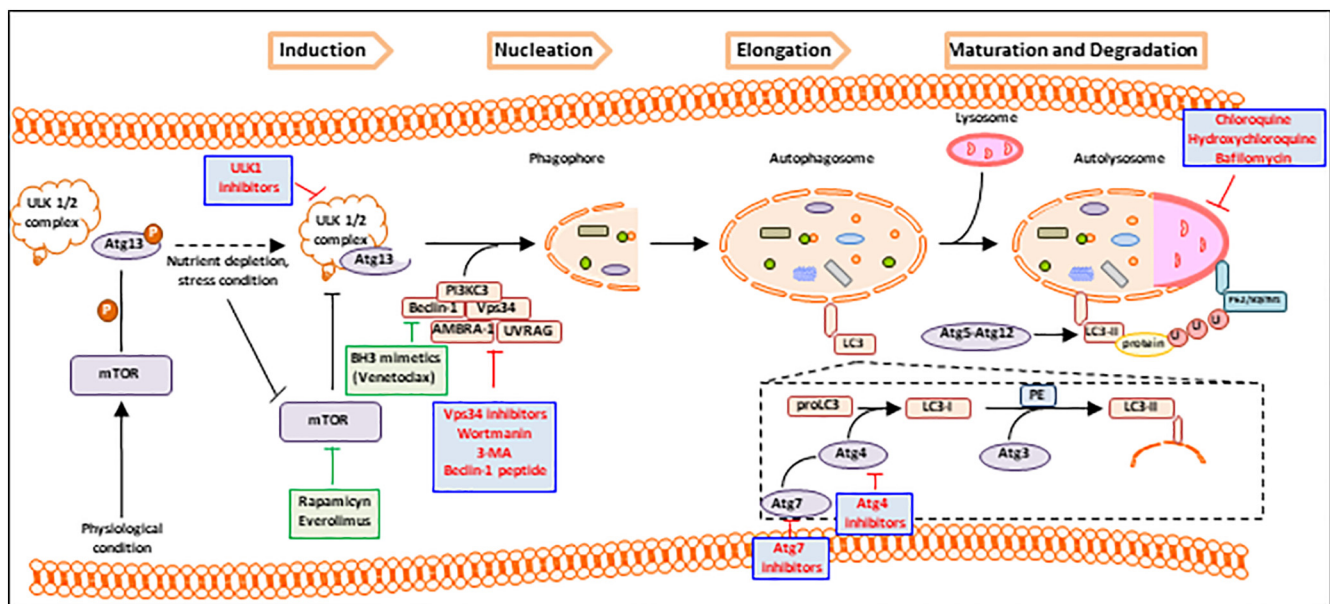 Induction
Nucleation
Elongation
Maturation and Degradation
Lysosome
Chloroquine
Hydroxychloroquine
Bafilomycin
Phagophore
Autophagosome
Autolysosome
ULK1
inhibitors
ULK 1/2
complex
Atg13
P
P
mTOR
Physiological
condition
Nutrient depletion,
stress condition
ULK 1/2
complex
Atg13
PI3KC3
Beclin-1
Vps34
AMBRA-1
UVRAG
BH3 mimetics
(Venetoclax)
mTOR
Rapamicyn
Everolimus
Vps34 inhibitors
Wortmanin
3-MA
Beclin-1 peptide
LC3
Atg5-Atg12
LC3-II
protein
U
U
U
proLC3
LC3-I
PE
LC3-II
Atg4
Atg3
Atg7
Atg4
inhibitors
Atg7
inhibitors